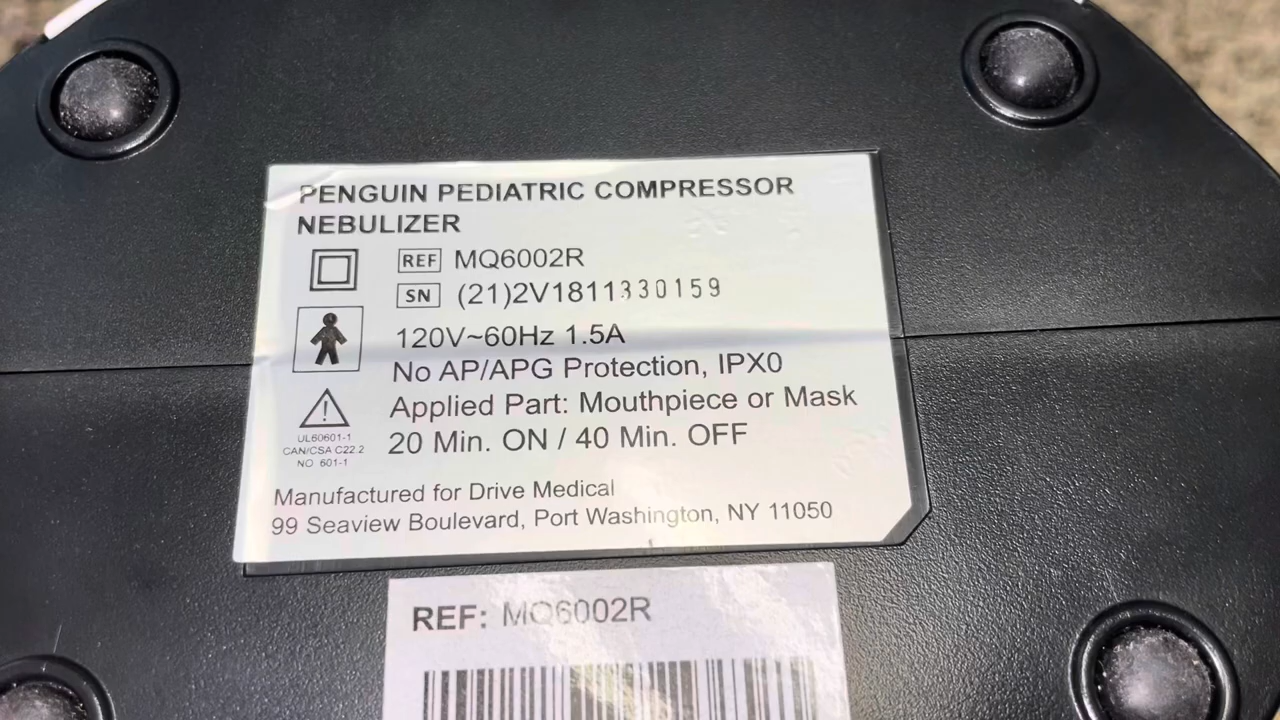 PENGUIN PEDIATRIC COMPRESSOR
NEBULIZER
REF MQ6002R
SN (21)2V1811330159
120V~60Hz 1.5A
No AP/APG Protection, IPX0
Applied Part: Mouthpiece or Mask
20 Min. ON / 40 Min. OFF
UL60601-1
CAN/CSA C22.2
NO 601-1
Manufactured for Drive Medical
99 Seaview Boulevard, Port Washington, NY 11050
REF: MQ6002R